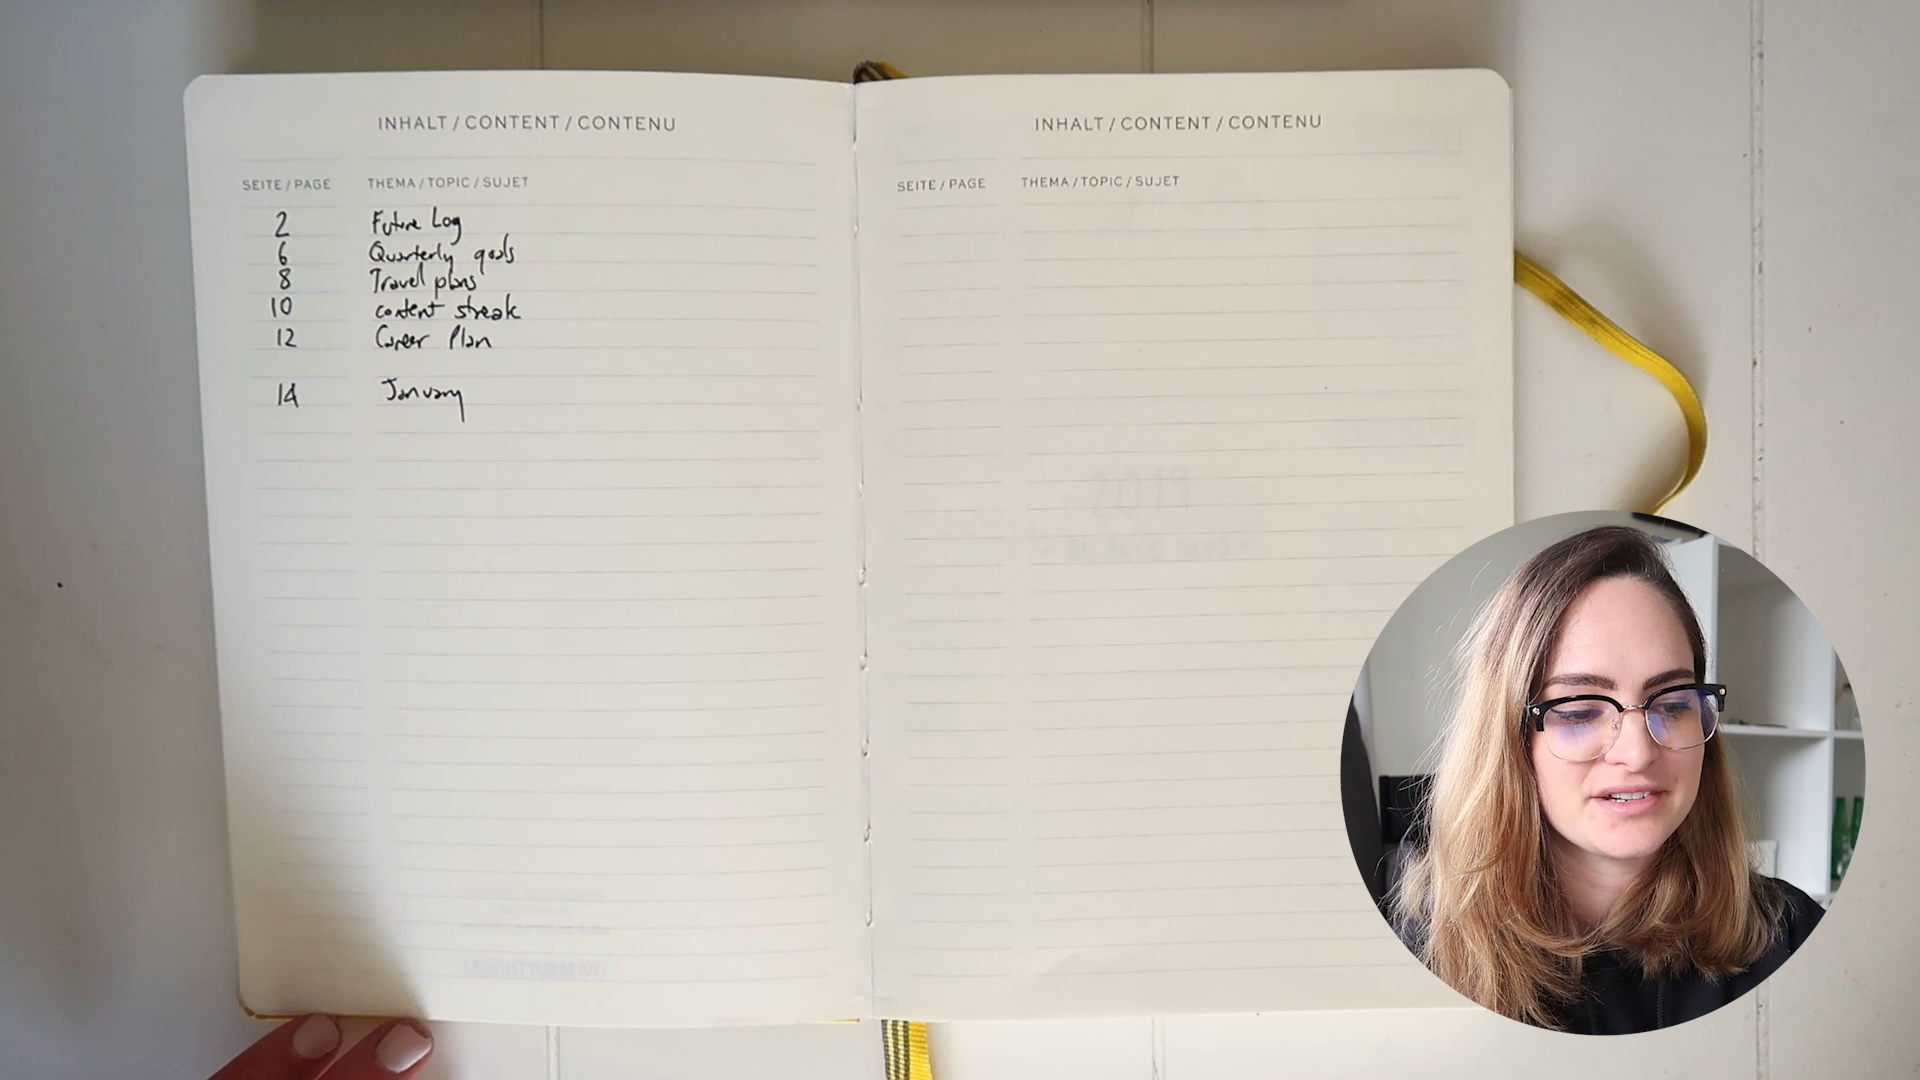 INHALT / CONTENT / CONTENU
SEITE / PAGE THEMA / TOPIC / SUJET
2 Future Log
6 Quarterly goals
8 Travel plans
10 content streak
12 Career Plan
14 January
INHALT / CONTENT / CONTENU
SEITE / PAGE THEMA / TOPIC / SUJET
2019